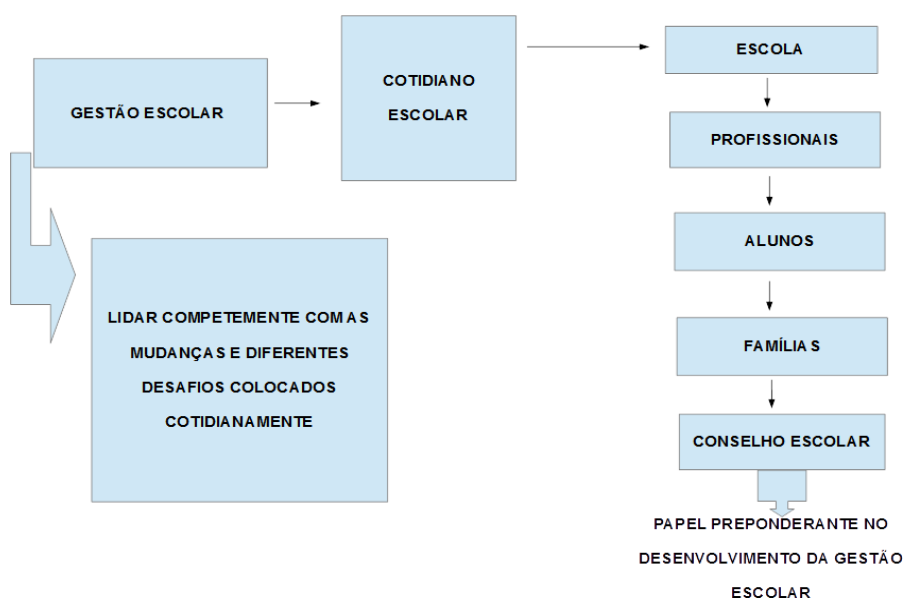 GESTÃO ESCOLAR
COTIDIANO
ESCOLAR
LIDAR COMPETEMENTE COM AS
MUDANÇAS E DIFERENTES
DESAFIOS COLOCADOS
COTIDIANAMENTE
ESCOLA
PROFISSIONAIS
ALUNOS
FAMÍLIAS
CONSELHO ESCOLAR
PAPEL PREPONDERANTE NO
DESENVOLVIMENTO DA GESTÃO
ESCOLAR